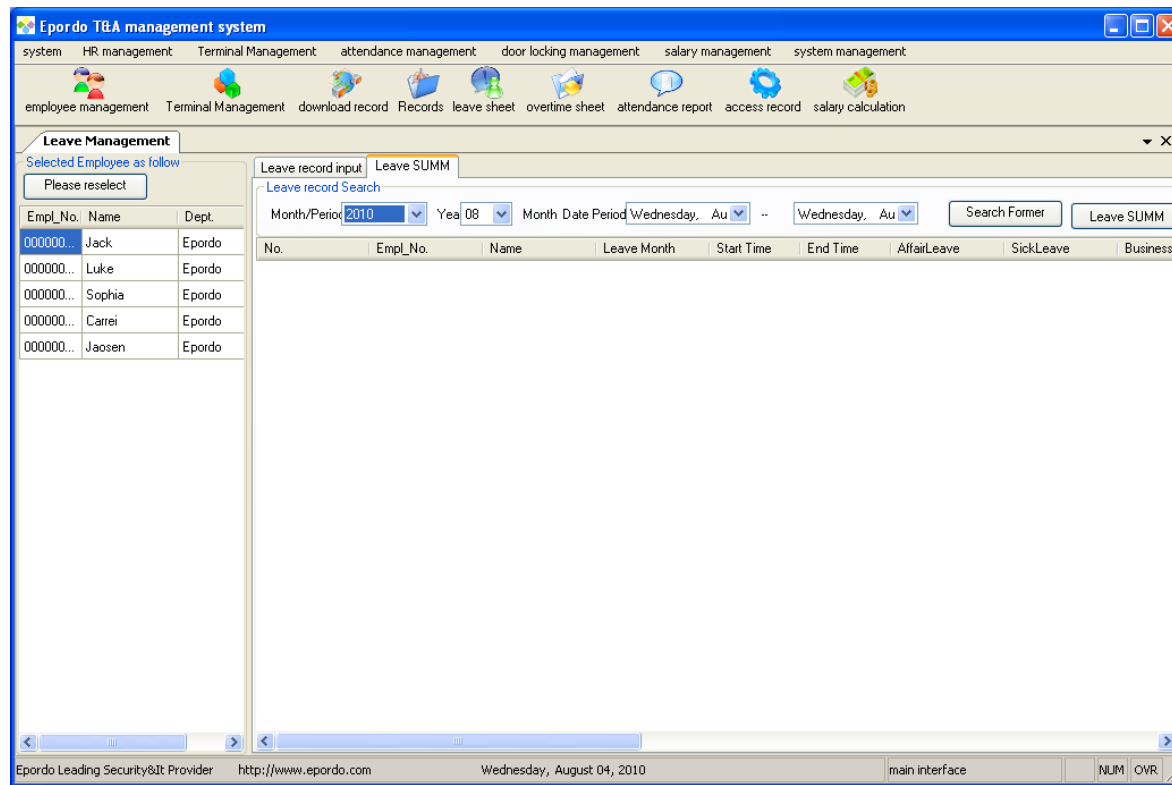 Epordo T&A management system
system HR management Terminal Management attendance management door locking management salary management system management
employee management Terminal Management download record Records leave sheet overtime sheet attendance report access record salary calculation
Leave Management
Selected Employee as follow
Please reselect
Empl_No. Name Dept.
000000... Jack Epordo
000000... Luke Epordo
000000... Sophia Epordo
000000... Carrei Epordo
000000... Jaosen Epordo
Leave record input Leave SUMM
Leave record Search
Month/Period 2010 Yea 08 Month Date Period Wednesday, Au -- Wednesday, Au Search Former Leave SUMM
No. Empl_No. Name Leave Month Start Time End Time AffairLeave SickLeave Business
Epordo Leading Security&It Provider http://www.epordo.com Wednesday, August 04, 2010 main interface NUM OVR